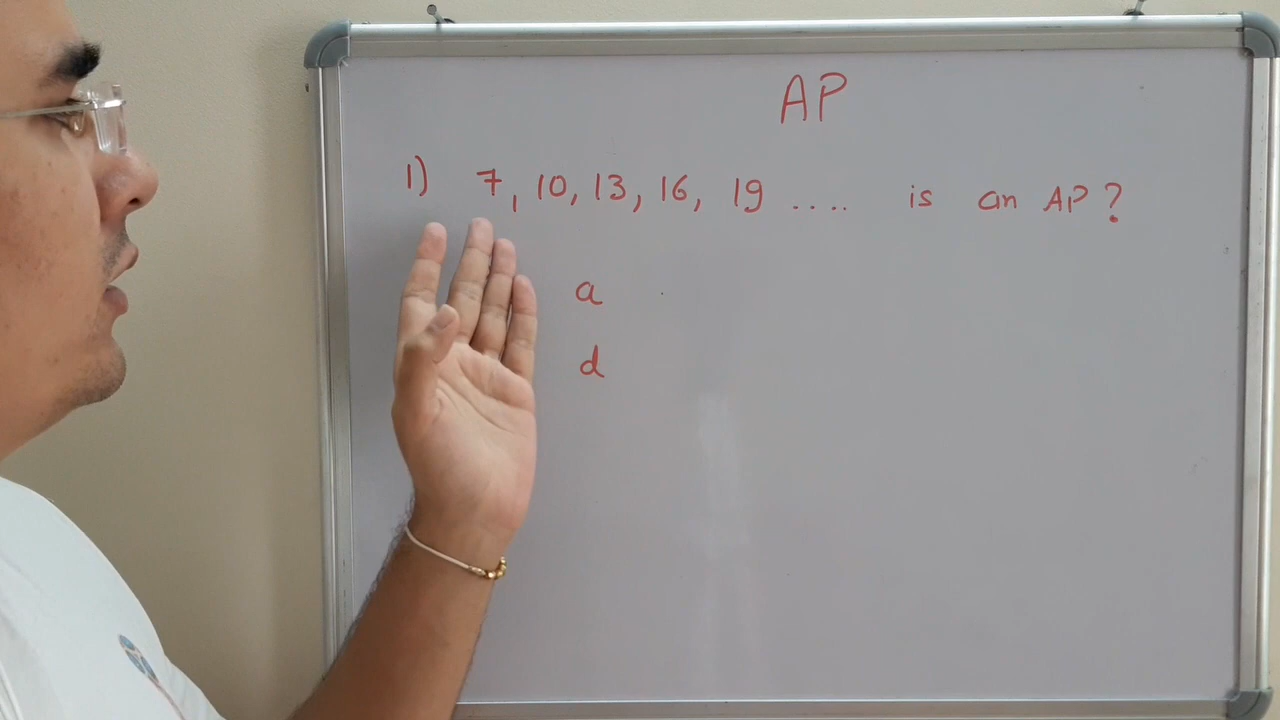 AP
1) 7, 10, 13, 16, 19 .... is an AP?
a
d